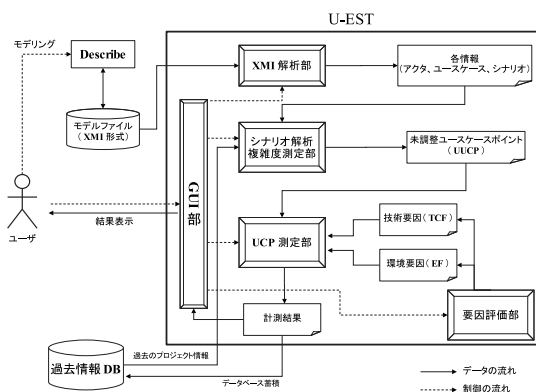 U-EST
モデリング
Describe
モデルファイル
(XMI 形式)
XMI 解析部
各情報
(アクタ、ユースケース、シナリオ)
シナリオ解析
複雑度測定部
未調整ユースケースポイント
(UUCP)
GUI 部
ユーザ
結果表示
UCP 測定部
技術要因(TCF)
環境要因(EF)
要因評価部
計測結果
過去情報 DB
過去のプロジェクト情報
データベース蓄積
データの流れ
制御の流れ